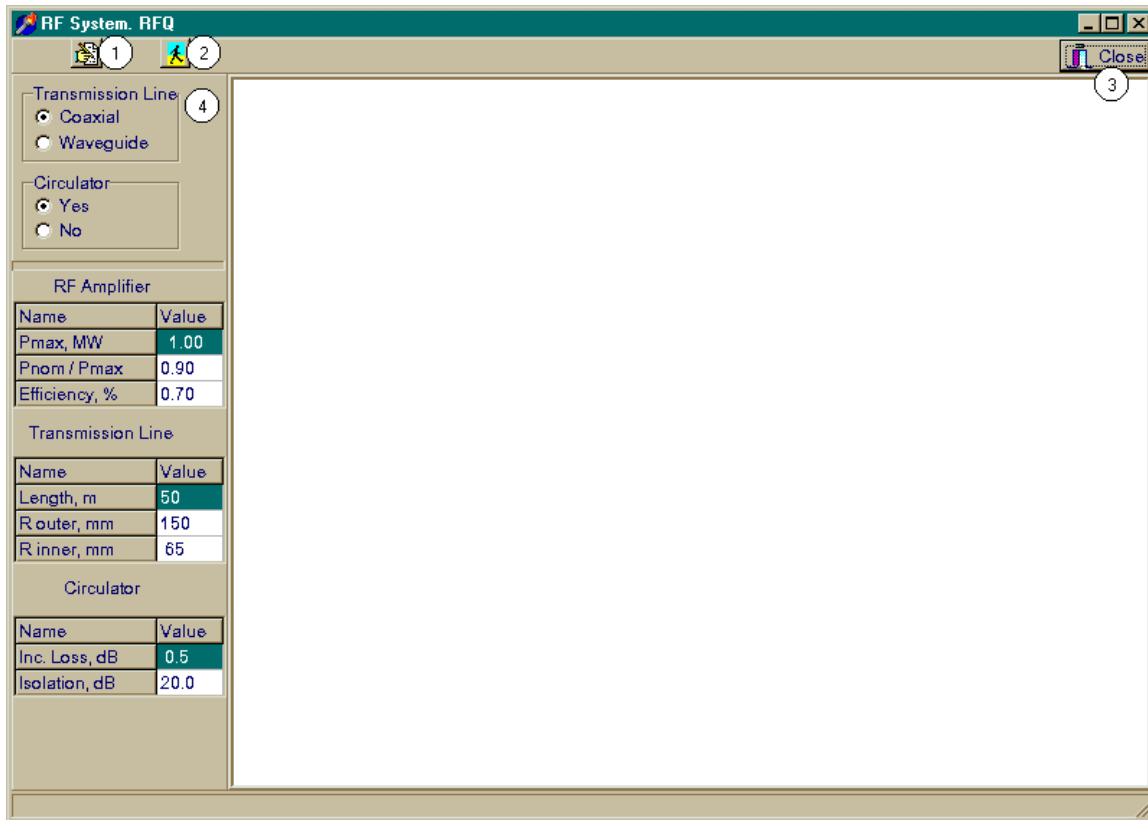 RF System. RFQ
1 2 Close
3
Transmission Line 4
Coaxial
Waveguide
Circulator
Yes
No
RF Amplifier
Name Value
Pmax, MW 1.00
Pnom / Pmax 0.90
Efficiency, % 0.70
Transmission Line
Name Value
Length, m 50
R outer, mm 150
R inner, mm 65
Circulator
Name Value
Inc. Loss, dB 0.5
Isolation, dB 20.0